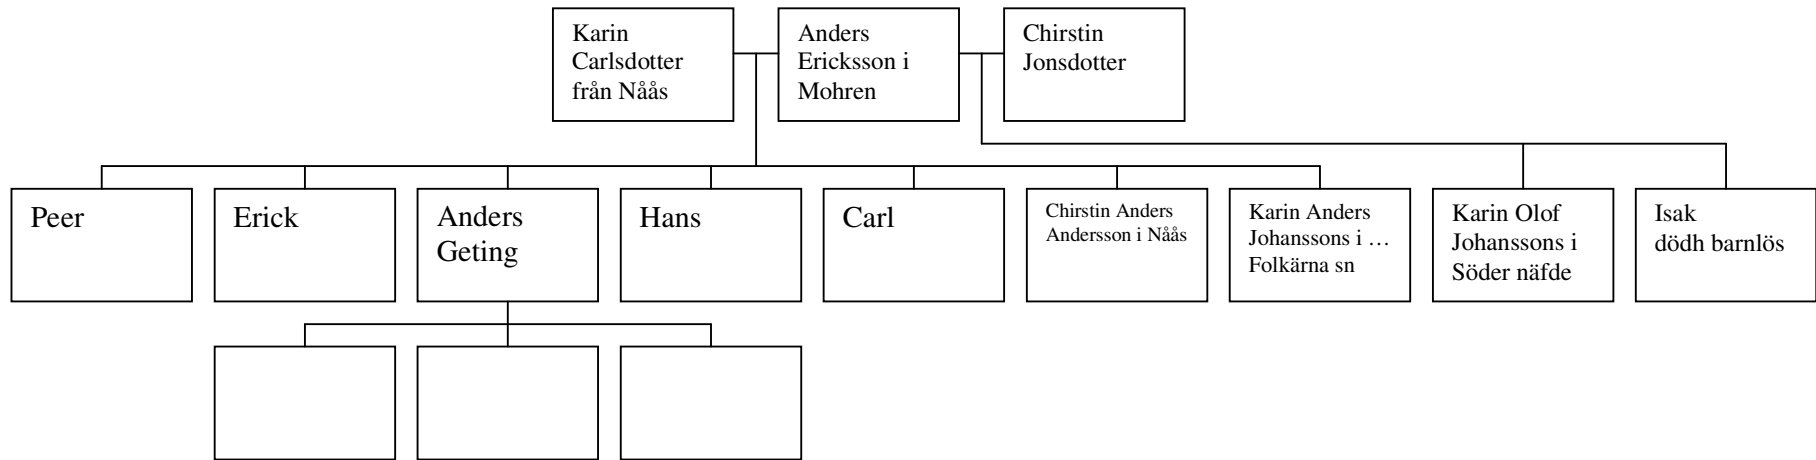 Karin
Carlsdotter
från Nåås
Anders
Ericksson i
Mohren
Chirstin
Jonsdotter
Peer
Erick
Anders
Geting
Hans
Carl
Chirstin Anders
Andersson i Nåås
Karin Anders
Johanssons i …
Folkärna sn
Karin Olof
Johanssons i
Söder näfde
Isak
dödh barnlös